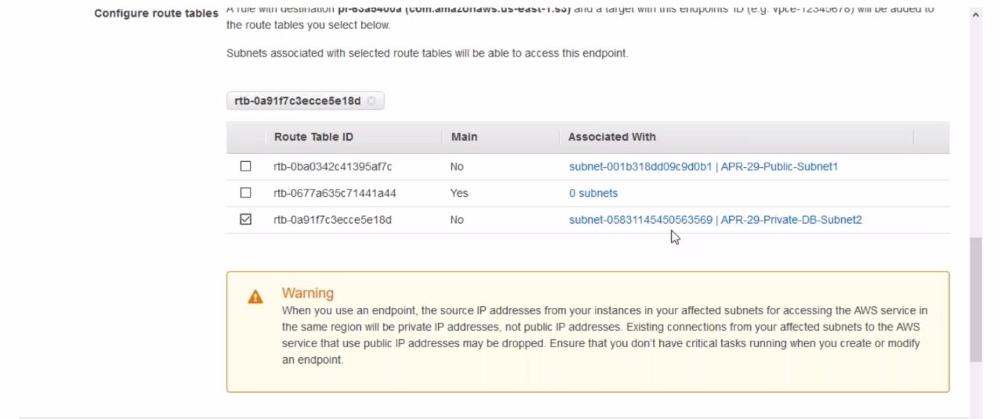 Configure route tables
A rule with destination pl-63a5400a (com.amazonaws.us-east-1.s3) and a target with this endpoints' ID (e.g. vpce-12345678) will be added to
the route tables you select below.
Subnets associated with selected route tables will be able to access this endpoint.
rtb-0a91f7c3ecce5e18d
Route Table ID Main Associated With
rtb-0ba0342c41395af7c No subnet-001b318dd09c9d0b1 | APR-29-Public-Subnet1
rtb-0677a635c71441a44 Yes 0 subnets
rtb-0a91f7c3ecce5e18d No subnet-05831145450563569 | APR-29-Private-DB-Subnet2
Warning
When you use an endpoint, the source IP addresses from your instances in your affected subnets for accessing the AWS service in
the same region will be private IP addresses, not public IP addresses. Existing connections from your affected subnets to the AWS
service that use public IP addresses may be dropped. Ensure that you don't have critical tasks running when you create or modify
an endpoint.